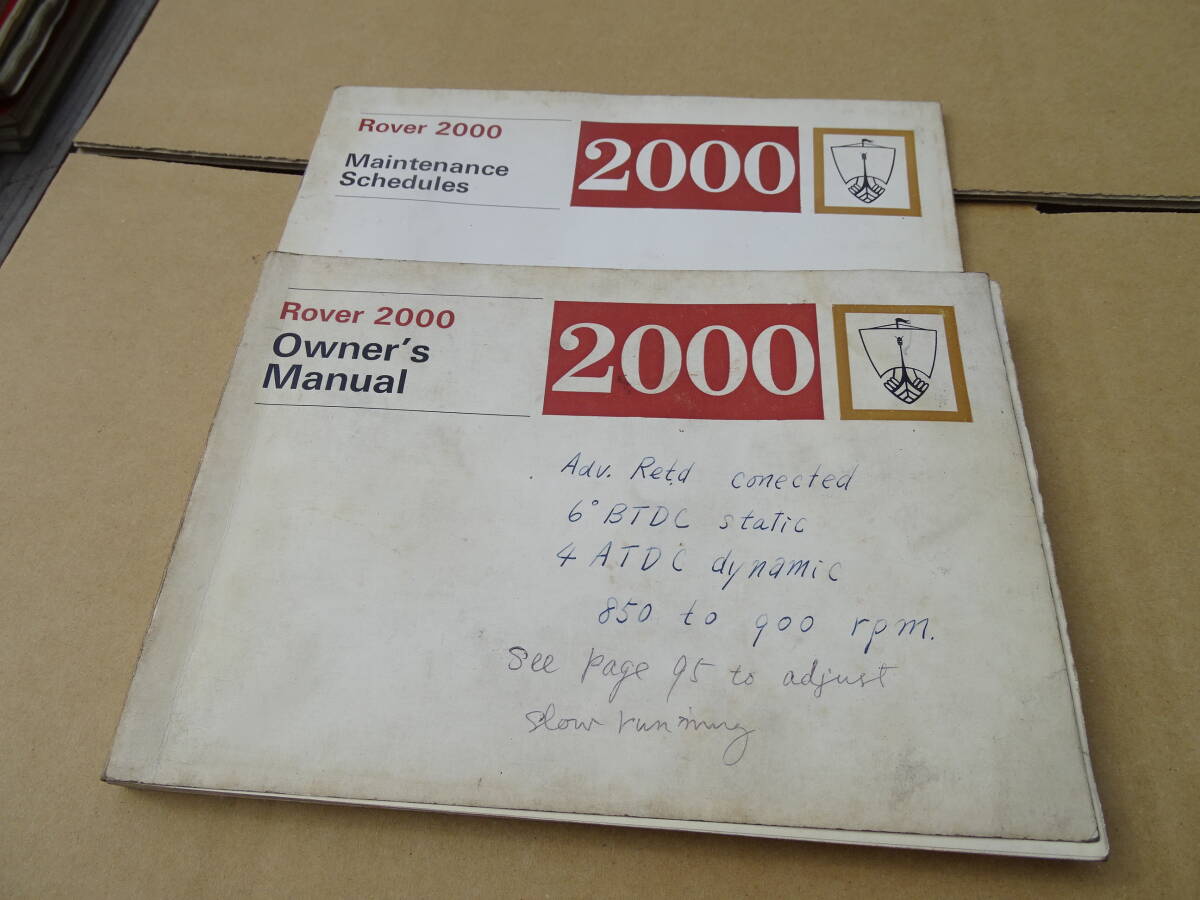 Rover 2000
Maintenance
Schedules
2000
Rover 2000
Owner's
Manual
2000
Adv. Ret.d conected
6° BTDC static
4 ATDC dynamic
850 to 900 rpm.
See page 95 to adjust
slow running